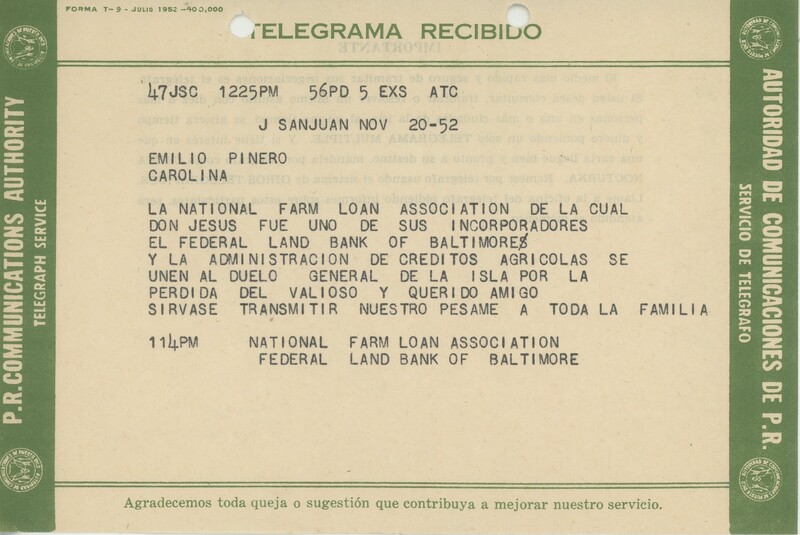 FORMA T-9 - JULIO 1952 -400,000
TELEGRAMA RECIBIDO
47JSC 1225PM 56PD 5 EXS ATC
J SANJUAN NOV 20-52
EMILIO PINERO
CAROLINA
LA NATIONAL FARM LOAN ASSOCIATION DE LA CUAL
DON JESUS FUE UNO DE SUS INCORPORADORES
EL FEDERAL LAND BANK OF BALTIMORE
Y LA ADMINISTRACION DE CREDITOS AGRICOLAS SE
UNEN AL DUELO GENERAL DE LA ISLA POR LA
PERDIDA DEL VALIOSO Y QUERIDO AMIGO
SIRVASE TRANSMITIR NUESTRO PESAME A TODA LA FAMILIA
114PM NATIONAL FARM LOAN ASSOCIATION
FEDERAL LAND BANK OF BALTIMORE
Agradecemos toda queja o sugestión que contribuya a mejorar nuestro servicio.
P.R. COMMUNICATIONS AUTHORITY
TELEGRAPH SERVICE
AUTORIDAD DE COMUNICACIONES DE P.R.
SERVICIO DE TELEGRAFO